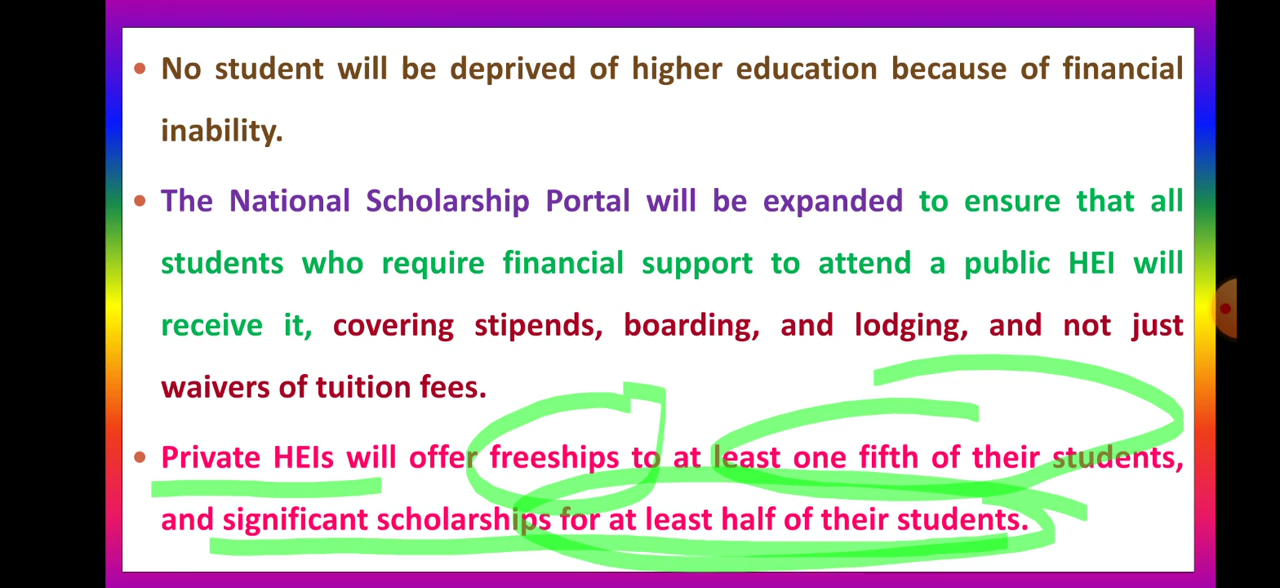 No student will be deprived of higher education because of financial
inability.
The National Scholarship Portal will be expanded to ensure that all
students who require financial support to attend a public HEI will
receive it, covering stipends, boarding, and lodging, and not just
waivers of tuition fees.
Private HEIs will offer freeships to at least one fifth of their students,
and significant scholarships for at least half of their students.